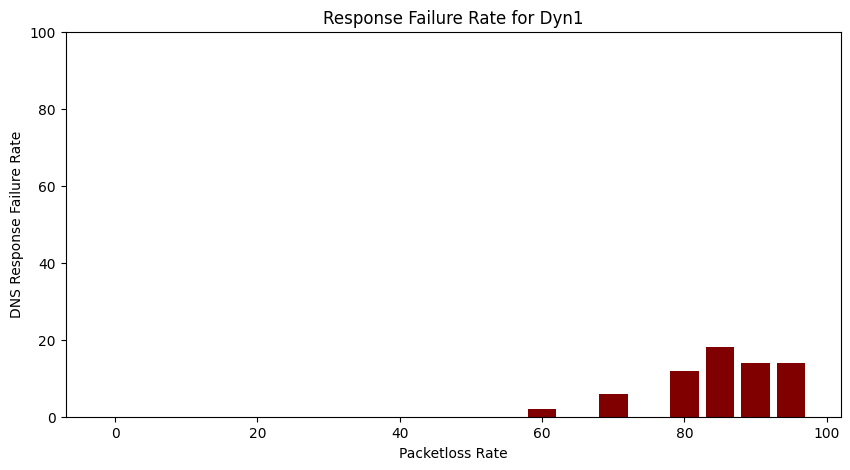 Response Failure Rate for Dyn1
100
80
60
40
20
0
DNS Response Failure Rate
0 20 40 60 80 100
Packetloss Rate